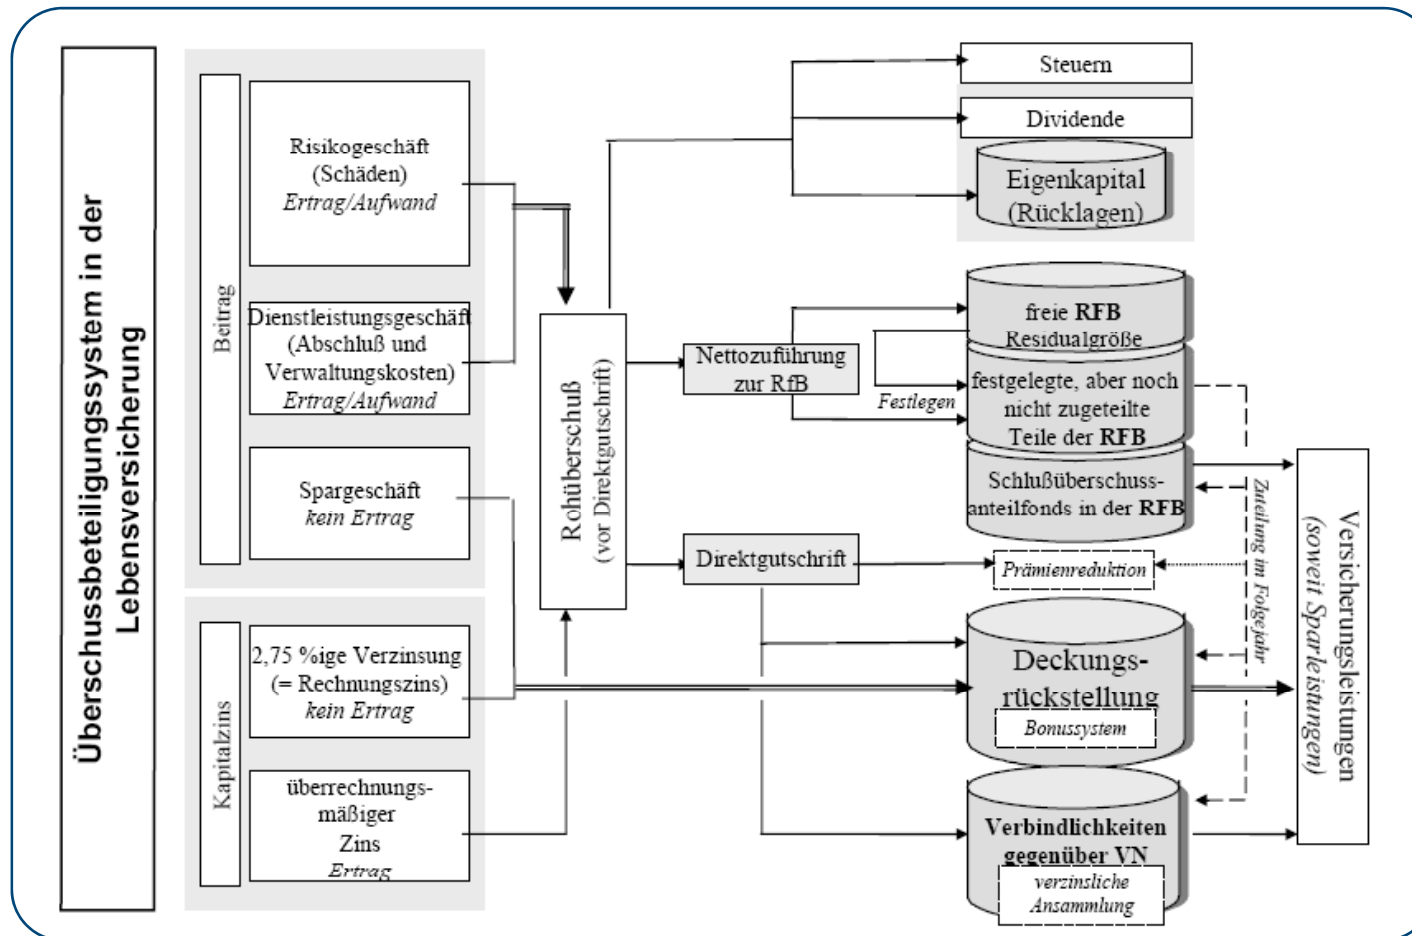 Überschussbeteiligungssystem in der
Lebensversicherung
Beitrag
Risikogeschäft
(Schäden)
Ertrag/Aufwand
Dienstleistungsgeschäft
(Abschluß und
Verwaltungskosten)
Ertrag/Aufwand
Spargeschäft
kein Ertrag
Kapitalzins
2,75 %ige Verzinsung
(= Rechnungszins)
kein Ertrag
überrechnungs-
mäßiger
Zins
Ertrag
Rohüberschuß
(vor Direktgutschrift)
Nettozuführung
zur RfB
Direktgutschrift
Steuern
Dividende
Eigenkapital
(Rücklagen)
freie RFB
Residualgröße
Festlegen
festgelegte, aber noch
nicht zugeteilte
Teile der RFB
Schlußüberschuss-
anteilfonds in der RFB
Prämienreduktion
Deckungs-
rückstellung
Bonussystem
Verbindlichkeiten
gegenüber VN
verzinsliche
Ansammlung
Zuteilung im Folgejahr
Versicherungsleistungen
(soweit Sparleistungen)